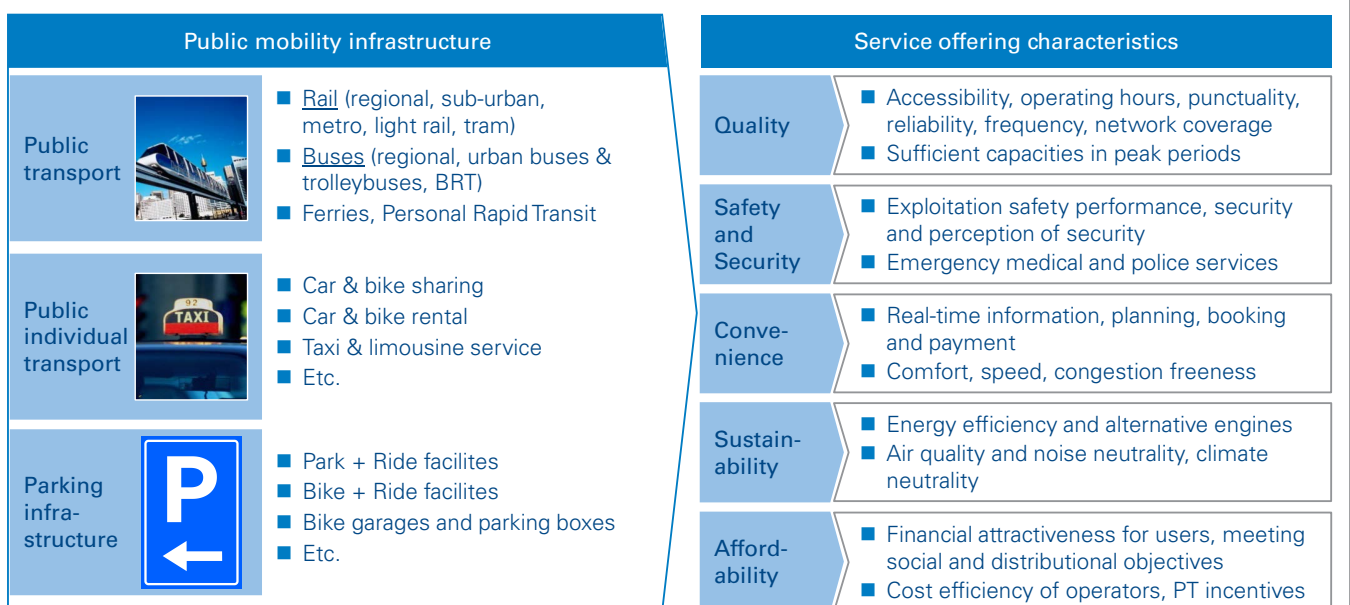 Public mobility infrastructure
Public
transport
■ Rail (regional, sub-urban,
metro, light rail, tram)
■ Buses (regional, urban buses &
trolleybuses, BRT)
■ Ferries, Personal Rapid Transit
Public
individual
transport
92
TAXI
■ Car & bike sharing
■ Car & bike rental
■ Taxi & limousine service
■ Etc.
Parking
infra-
structure
P
■ Park + Ride facilites
■ Bike + Ride facilites
■ Bike garages and parking boxes
■ Etc.
Service offering characteristics
Quality
■ Accessibility, operating hours, punctuality,
reliability, frequency, network coverage
■ Sufficient capacities in peak periods
Safety
and
Security
■ Exploitation safety performance, security
and perception of security
■ Emergency medical and police services
Conve-
nience
■ Real-time information, planning, booking
and payment
■ Comfort, speed, congestion freeness
Sustain-
ability
■ Energy efficiency and alternative engines
■ Air quality and noise neutrality, climate
neutrality
Afford-
ability
■ Financial attractiveness for users, meeting
social and distributional objectives
■ Cost efficiency of operators, PT incentives